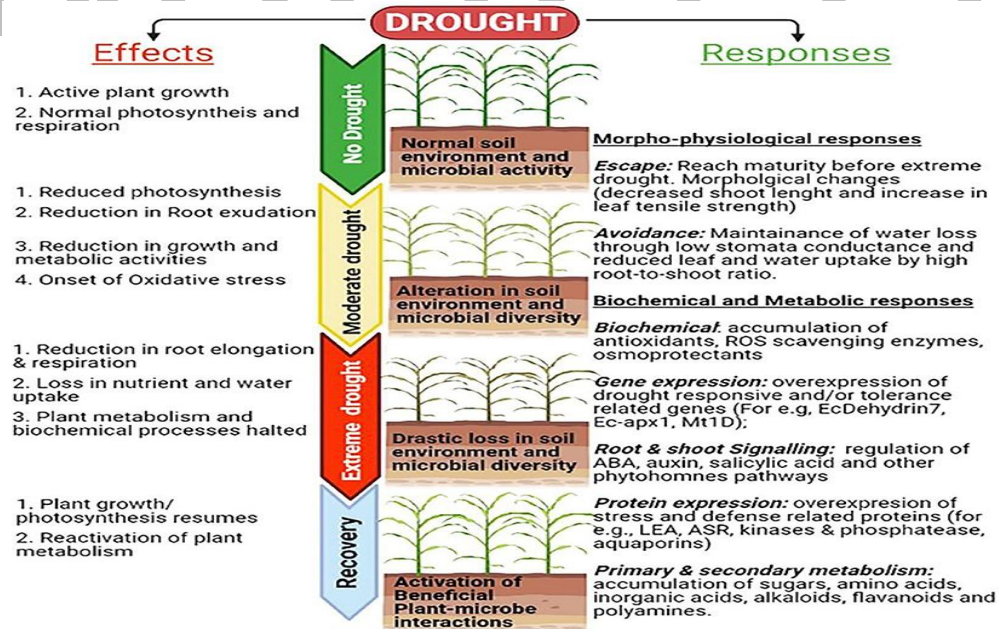 DROUGHT
Effects
1. Active plant growth
2. Normal photosyntheis and
respiration
1. Reduced photosynthesis
2. Reduction in Root exudation
3. Reduction in growth and
metabolic activities
4. Onset of Oxidative stress
1. Reduction in root elongation
& respiration
2. Loss in nutrient and water
uptake
3. Plant metabolism and
biochemical processes halted
1. Plant growth/
photosynthesis resumes
2. Reactivation of plant
metabolism
No Drought
Moderate drought
Extreme drought
Recovery
Normal soil
environment and
microbial activity
Alteration in soil
environment and
microbial diversity
Drastic loss in soil
environment and
microbial diversity
Activation of
Beneficial
Plant-microbe
interactions
Responses
Morpho-physiological responses
Escape: Reach maturity before extreme
drought. Morphological changes
(decreased shoot lenght and increase in
leaf tensile strength)
Avoidance: Maintainance of water loss
through low stomata conductance and
reduced leaf and water uptake by high
root-to-shoot ratio.
Biochemical and Metabolic responses
Biochemical: accumulation of
antioxidants, ROS scavenging enzymes,
osmoprotectants
Gene expression: overexpression of
drought responsive and/or tolerance
related genes (For e.g, EcDehydrin7,
Ec-apx1, Mt1D);
Root & shoot Signalling: regulation of
ABA, auxin, salicylic acid and other
phytohomnes pathways
Protein expression: overexpresion of
stress and defense related proteins (for
e.g., LEA, ASR, kinases & phosphatease,
aquaporins)
Primary & secondary metabolism:
accumulation of sugars, amino acids,
inorganic acids, alkaloids, flavanoids and
polyamines.